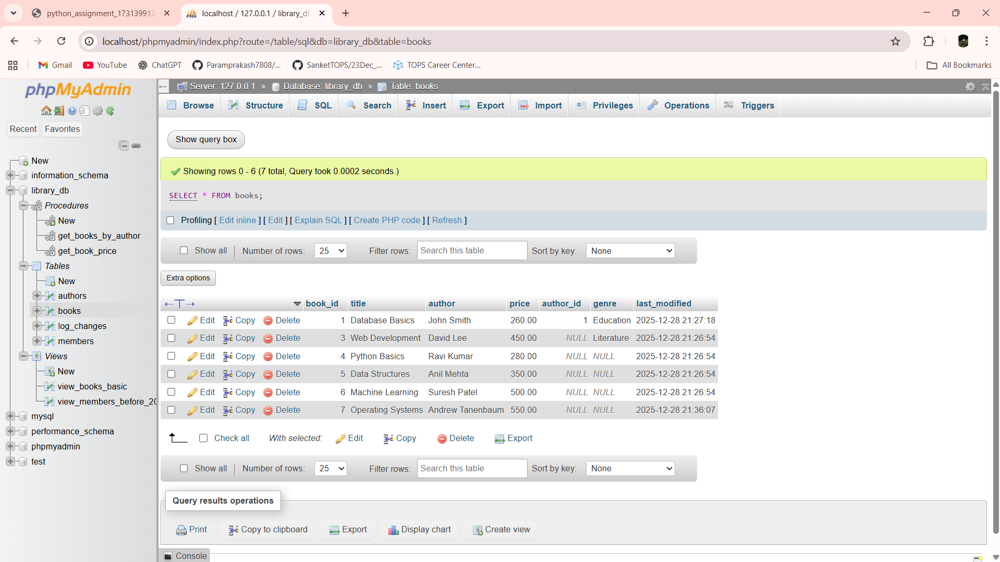 python_assignment_173139913
localhost / 127.0.0.1 / library_db
localhost/phpmyadmin/index.php?route=/table/sql&db=library_db&table=books
Gmail YouTube ChatGPT Paramprakash7808/... SanketTOPS/23Dec_... TOPS Career Center... All Bookmarks
phpMyAdmin
Recent Favorites
New
information_schema
library_db
Procedures
New
get_books_by_author
get_book_price
Tables
New
authors
books
log_changes
members
Views
New
view_books_basic
view_members_before_20
mysql
performance_schema
phpmyadmin
test
Server: 127.0.0.1 » Database: library_db » Table: books
Browse Structure SQL Search Insert Export Import Privileges Operations Triggers
Show query box
Showing rows 0 - 6 (7 total, Query took 0.0002 seconds.)
SELECT * FROM books;
Profiling [ Edit inline ] [ Edit ] [ Explain SQL ] [ Create PHP code ] [ Refresh ]
Show all Number of rows: 25 Filter rows: Search this table Sort by key: None
Extra options
book_id title author price author_id genre last_modified
Edit Copy Delete 1 Database Basics John Smith 260.00 1 Education 2025-12-28 21:27:18
Edit Copy Delete 3 Web Development David Lee 450.00 NULL Literature 2025-12-28 21:26:54
Edit Copy Delete 4 Python Basics Ravi Kumar 280.00 NULL NULL 2025-12-28 21:26:54
Edit Copy Delete 5 Data Structures Anil Mehta 350.00 NULL NULL 2025-12-28 21:26:54
Edit Copy Delete 6 Machine Learning Suresh Patel 500.00 NULL NULL 2025-12-28 21:26:54
Edit Copy Delete 7 Operating Systems Andrew Tanenbaum 550.00 NULL NULL 2025-12-28 21:36:07
Check all With selected: Edit Copy Delete Export
Show all Number of rows: 25 Filter rows: Search this table Sort by key: None
Query results operations
Print Copy to clipboard Export Display chart Create view
Console